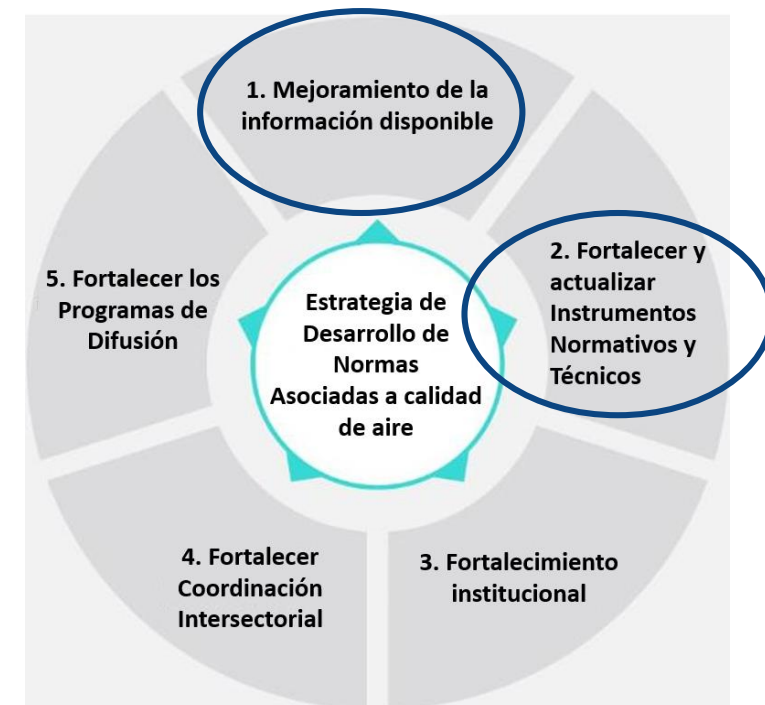 1. Mejoramiento de la
información disponible
2. Fortalecer y
actualizar
Instrumentos
Normativos y
Técnicos
3. Fortalecimiento
institucional
4. Fortalecer
Coordinación
Intersectorial
5. Fortalecer los
Programas de
Difusión
Estrategia de
Desarrollo de
Normas
Asociadas a calidad
de aire